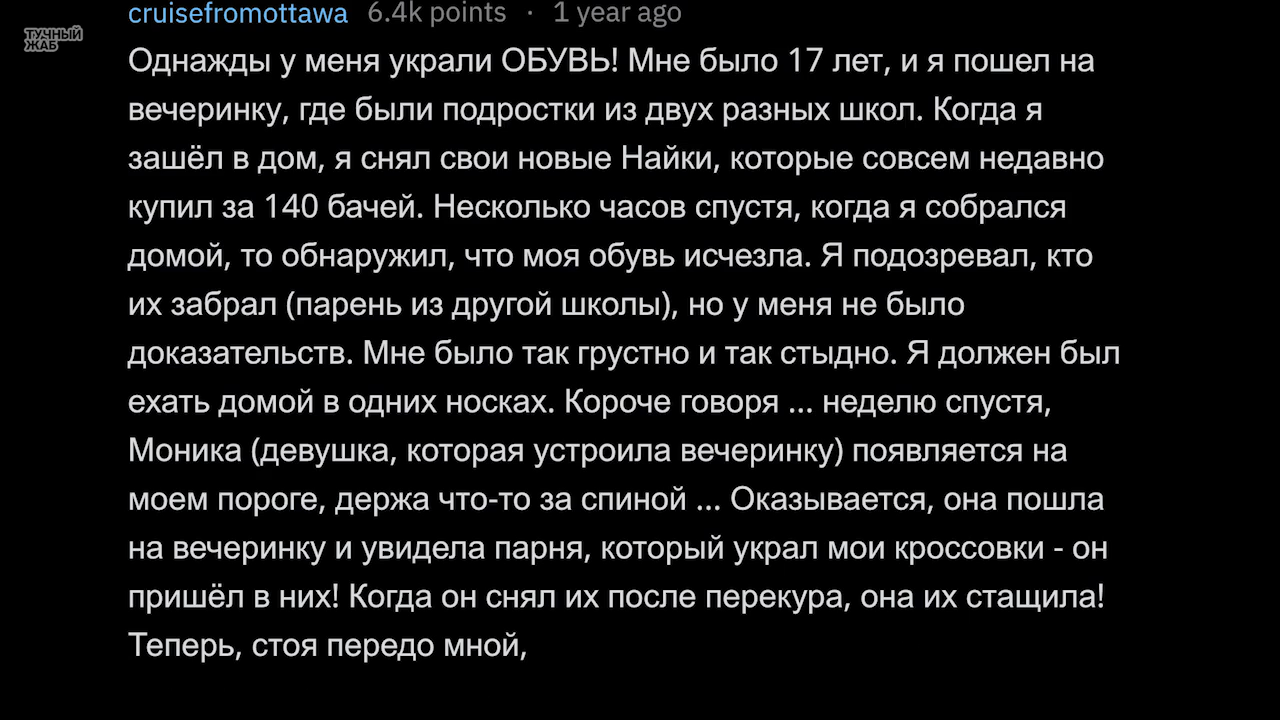 cruisefromottawa 6.4k points · 1 year ago
ТУЧНЫЙ
ЖАБ
Однажды у меня украли ОБУВЬ! Мне было 17 лет, и я пошел на
вечеринку, где были подростки из двух разных школ. Когда я
зашёл в дом, я снял свои новые Найки, которые совсем недавно
купил за 140 бачей. Несколько часов спустя, когда я собрался
домой, то обнаружил, что моя обувь исчезла. Я подозревал, кто
их забрал (парень из другой школы), но у меня не было
доказательств. Мне было так грустно и так стыдно. Я должен был
ехать домой в одних носках. Короче говоря ... неделю спустя,
Моника (девушка, которая устроила вечеринку) появляется на
моем пороге, держа что-то за спиной ... Оказывается, она пошла
на вечеринку и увидела парня, который украл мои кроссовки - он
пришёл в них! Когда он снял их после перекура, она их стащила!
Теперь, стоя передо мной,